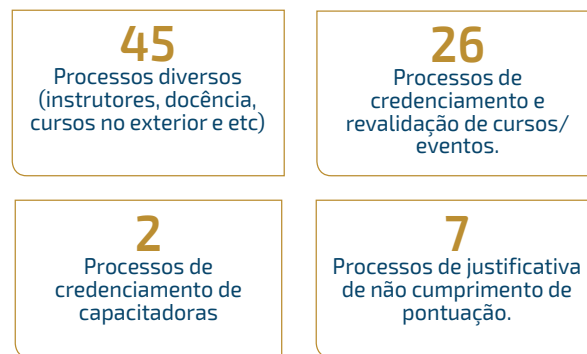 45
Processos diversos
(instrutores, docência,
cursos no exterior e etc)
26
Processos de
credenciamento e
revalidação de cursos/
eventos.
2
Processos de
credenciamento de
capacitadoras
7
Processos de justificativa
de não cumprimento de
pontuação.